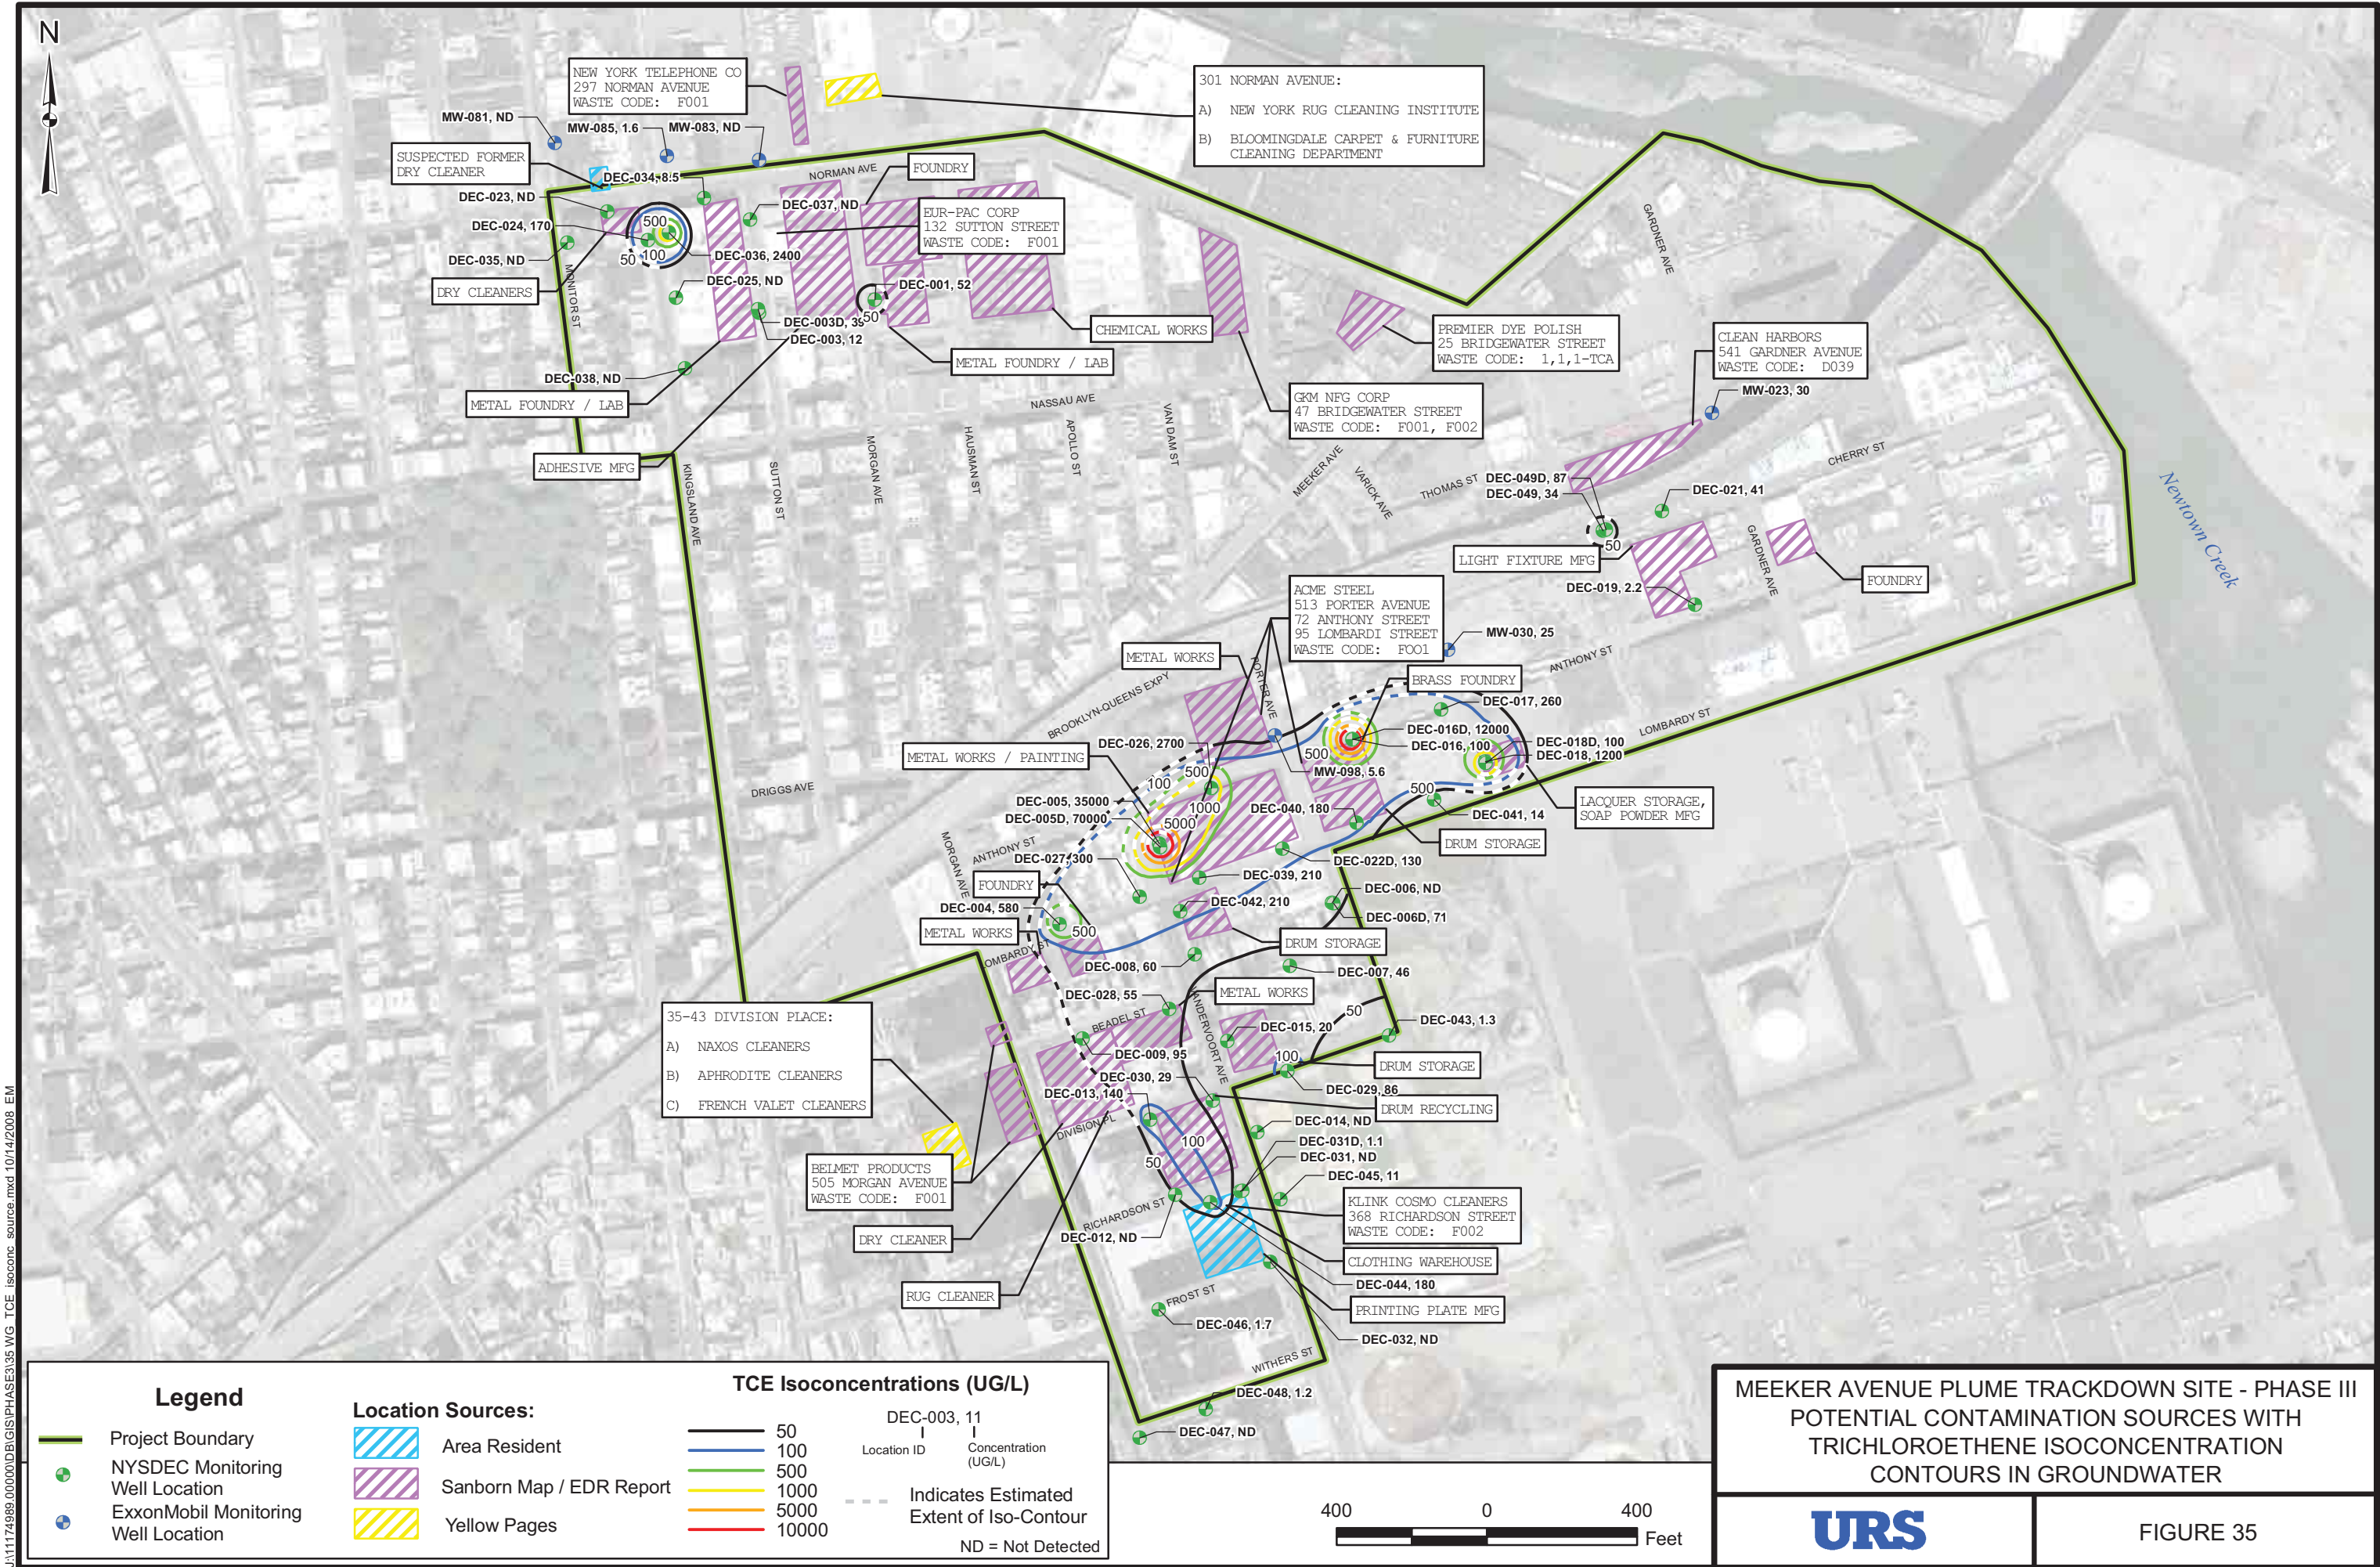 N
NEW YORK TELEPHONE CO
297 NORMAN AVENUE
WASTE CODE: F001
301 NORMAN AVENUE:
A) NEW YORK RUG CLEANING INSTITUTE
B) BLOOMINGDALE CARPET & FURNITURE
CLEANING DEPARTMENT
MW-081, ND
MW-085, 1.6
MW-083, ND
SUSPECTED FORMER
DRY CLEANER
DEC-034, 8.5
NORMAN AVE
FOUNDRY
DEC-023, ND
DEC-037, ND
DEC-024, 170
500
EUR-PAC CORP
132 SUTTON STREET
WASTE CODE: F001
GARDNER AVE
DEC-035, ND
50
100
DEC-036, 2400
DRY CLEANERS
MONITOR ST
DEC-025, ND
DEC-001, 52
50
DEC-003D, 39
DEC-003, 12
CHEMICAL WORKS
PREMIER DYE POLISH
25 BRIDGEWATER STREET
WASTE CODE: 1,1,1-TCA
CLEAN HARBORS
541 GARDNER AVENUE
WASTE CODE: D039
METAL FOUNDRY / LAB
DEC-038, ND
METAL FOUNDRY / LAB
NASSAU AVE
GKM NFG CORP
47 BRIDGEWATER STREET
WASTE CODE: F001, F002
MW-023, 30
ADHESIVE MFG
KINGSLAND AVE
SUTTON ST
MORGAN AVE
HAUSMAN ST
APOLLO ST
VAN DAM ST
MEEKER AVE
VARICK AVE
THOMAS ST
CHERRY ST
DEC-049D, 87
DEC-049, 34
DEC-021, 41
50
Newtown Creek
LIGHT FIXTURE MFG
GARDNER AVE
FOUNDRY
DEC-019, 2.2
ACME STEEL
513 PORTER AVENUE
72 ANTHONY STREET
95 LOMBARDI STREET
WASTE CODE: FOO1
MW-030, 25
METAL WORKS
PORTER AVE
ANTHONY ST
BROOKLYN-QUEENS EXPY
BRASS FOUNDRY
DEC-017, 260
LOMBARDY ST
DEC-016D, 12000
DEC-016, 100
DEC-018D, 100
DEC-018, 1200
METAL WORKS / PAINTING
DEC-026, 2700
500
MW-098, 5.6
500
100
500
DRIGGS AVE
DEC-005, 35000
DEC-005D, 70000
1000
5000
DEC-040, 180
DEC-041, 14
LACQUER STORAGE,
SOAP POWDER MFG
DRUM STORAGE
MORGAN AVE
ANTHONY ST
DEC-027, 300
DEC-022D, 130
FOUNDRY
DEC-039, 210
DEC-006, ND
DEC-004, 580
DEC-042, 210
DEC-006D, 71
METAL WORKS
500
DRUM STORAGE
OMBARDY ST
DEC-008, 60
DEC-007, 46
DEC-028, 55
METAL WORKS
35-43 DIVISION PLACE:
A) NAXOS CLEANERS
B) APHRODITE CLEANERS
C) FRENCH VALET CLEANERS
BEADEL ST
ANDERVOORT AVE
50
DEC-015, 20
DEC-043, 1.3
DEC-009, 95
100
DRUM STORAGE
DEC-030, 29
DEC-029, 86
DEC-013, 140
DRUM RECYCLING
DIVISION PL
DEC-014, ND
100
DEC-031D, 1.1
50
DEC-031, ND
BELMET PRODUCTS
505 MORGAN AVENUE
WASTE CODE: F001
DEC-045, 11
KLINK COSMO CLEANERS
368 RICHARDSON STREET
WASTE CODE: F002
RICHARDSON ST
DRY CLEANER
DEC-012, ND
CLOTHING WAREHOUSE
DEC-044, 180
RUG CLEANER
FROST ST
PRINTING PLATE MFG
DEC-046, 1.7
DEC-032, ND
WITHERS ST
DEC-048, 1.2
DEC-047, ND
J:\11174989.00000\DB\GIS\PHASE3\35 WG_TCE_isoconc_source.mxd 10/14/2008 EM
Legend
Project Boundary
NYSDEC Monitoring
Well Location
ExxonMobil Monitoring
Well Location
Location Sources:
Area Resident
Sanborn Map / EDR Report
Yellow Pages
TCE Isoconcentrations (UG/L)
50
100
500
1000
5000
10000
DEC-003, 11
Location ID
Concentration
(UG/L)
Indicates Estimated
Extent of Iso-Contour
ND = Not Detected
400 0 400
Feet
MEEKER AVENUE PLUME TRACKDOWN SITE - PHASE III
POTENTIAL CONTAMINATION SOURCES WITH
TRICHLOROETHENE ISOCONCENTRATION
CONTOURS IN GROUNDWATER
URS
FIGURE 35